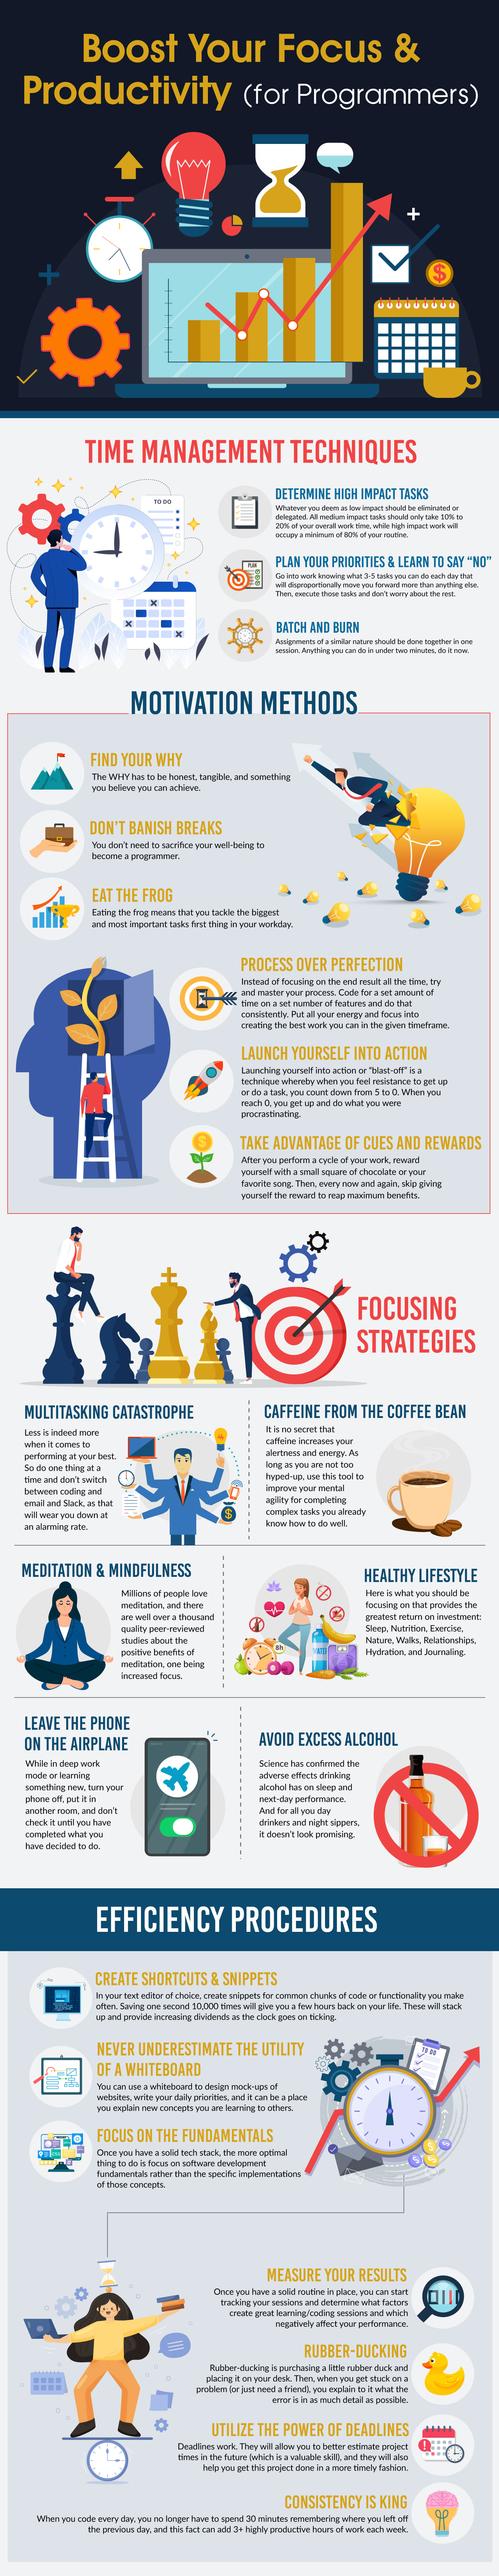 Boost Your Focus &
Productivity (for Programmers)
TIME MANAGEMENT TECHNIQUES
TO DO
DETERMINE HIGH IMPACT TASKS
Whatever you deem as low impact should be eliminated or
delegated. All medium impact tasks should only take 10% to
20% of your overall work time, while high impact work will
occupy a minimum of 80% of your routine.
PLAN
PLAN YOUR PRIORITIES & LEARN TO SAY “NO”
Go into work knowing what 3-5 tasks you can do each day that
will disproportionally move you forward more than anything else.
Then, execute those tasks and don't worry about the rest.
BATCH AND BURN
Assignments of a similar nature should be done together in one
session. Anything you can do in under two minutes, do it now.
MOTIVATION METHODS
FIND YOUR WHY
The WHY has to be honest, tangible, and something
you believe you can achieve.
DON'T BANISH BREAKS
You don't need to sacrifice your well-being to
become a programmer.
EAT THE FROG
Eating the frog means that you tackle the biggest
and most important tasks first thing in your workday.
PROCESS OVER PERFECTION
Instead of focusing on the end result all the time, try
and master your process. Code for a set amount of
time on a set number of features and do that
consistently. Put all your energy and focus into
creating the best work you can in the given timeframe.
LAUNCH YOURSELF INTO ACTION
Launching yourself into action or “blast-off” is a
technique whereby when you feel resistance to get up
or do a task, you count down from 5 to 0. When you
reach 0, you get up and do what you were
procrastinating.
TAKE ADVANTAGE OF CUES AND REWARDS
After you perform a cycle of your work, reward
yourself with a small square of chocolate or your
favorite song. Then, every now and again, skip giving
yourself the reward to reap maximum benefits.
FOCUSING
STRATEGIES
MULTITASKING CATASTROPHE
Less is indeed more
when it comes to
performing at your best.
So do one thing at a
time and don't switch
between coding and
email and Slack, as that
will wear you down at
an alarming rate.
CAFFEINE FROM THE COFFEE BEAN
It is no secret that
caffeine increases your
alertness and energy. As
long as you are not too
hyped-up, use this tool to
improve your mental
agility for completing
complex tasks you already
know how to do well.
MEDITATION & MINDFULNESS
Millions of people love
meditation, and there
are well over a thousand
quality peer-reviewed
studies about the
positive benefits of
meditation, one being
increased focus.
8h
WATER
HEALTHY LIFESTYLE
Here is what you should be
focusing on that provides the
greatest return on investment:
Sleep, Nutrition, Exercise,
Nature, Walks, Relationships,
Hydration, and Journaling.
LEAVE THE PHONE
ON THE AIRPLANE
While in deep work
mode or learning
something new, turn your
phone off, put it in
another room, and don't
check it until you have
completed what you
have decided to do.
AVOID EXCESS ALCOHOL
Science has confirmed the
adverse effects drinking
alcohol has on sleep and
next-day performance.
And for all you day
drinkers and night sippers,
it doesn't look promising.
EFFICIENCY PROCEDURES
CREATE SHORTCUTS & SNIPPETS
In your text editor of choice, create snippets for common chunks of code or functionality you make
often. Saving one second 10,000 times will give you a few hours back on your life. These will stack
up and provide increasing dividends as the clock goes on ticking.
NEVER UNDERESTIMATE THE UTILITY
OF A WHITEBOARD
You can use a whiteboard to design mock-ups of
websites, write your daily priorities, and it can be a place
you explain new concepts you are learning to others.
TO DO
FOCUS ON THE FUNDAMENTALS
Once you have a solid tech stack, the more optimal
thing to do is focus on software development
fundamentals rather than the specific implementations
of those concepts.
MEASURE YOUR RESULTS
Once you have a solid routine in place, you can start
tracking your sessions and determine what factors
create great learning/coding sessions and which
negatively affect your performance.
RUBBER-DUCKING
Rubber-ducking is purchasing a little rubber duck and
placing it on your desk. Then, when you get stuck on a
problem (or just need a friend), you explain to it what the
error is in as much detail as possible.
UTILIZE THE POWER OF DEADLINES
Deadlines work. They will allow you to better estimate project
times in the future (which is a valuable skill), and they will also
help you get this project done in a more timely fashion.
CONSISTENCY IS KING
When you code every day, you no longer have to spend 30 minutes remembering where you left off
the previous day, and this fact can add 3+ highly productive hours of work each week.